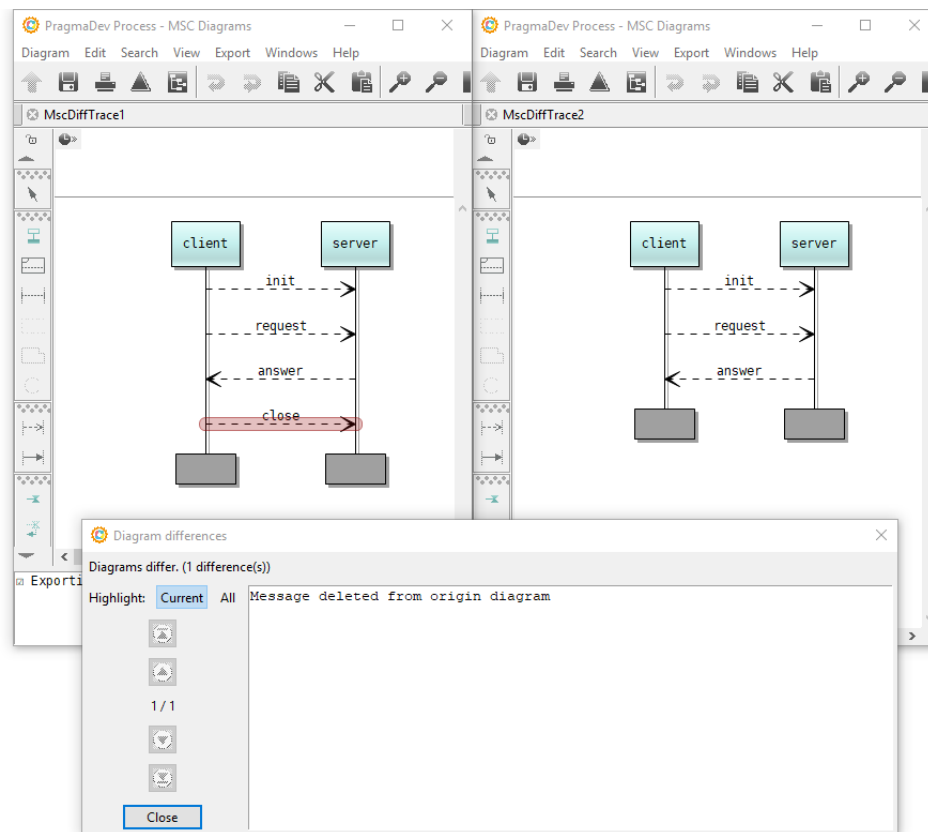 PragmaDev Process - MSC Diagrams
Diagram Edit Search View Export Windows Help
MscDiffTrace1
client
server
init
request
answer
close
PragmaDev Process - MSC Diagrams
Diagram Edit Search View Export Windows Help
MscDiffTrace2
client
server
init
request
answer
Exporti
Diagram differences
Diagrams differ. (1 difference(s))
Highlight: Current All
Message deleted from origin diagram
1 / 1
Close